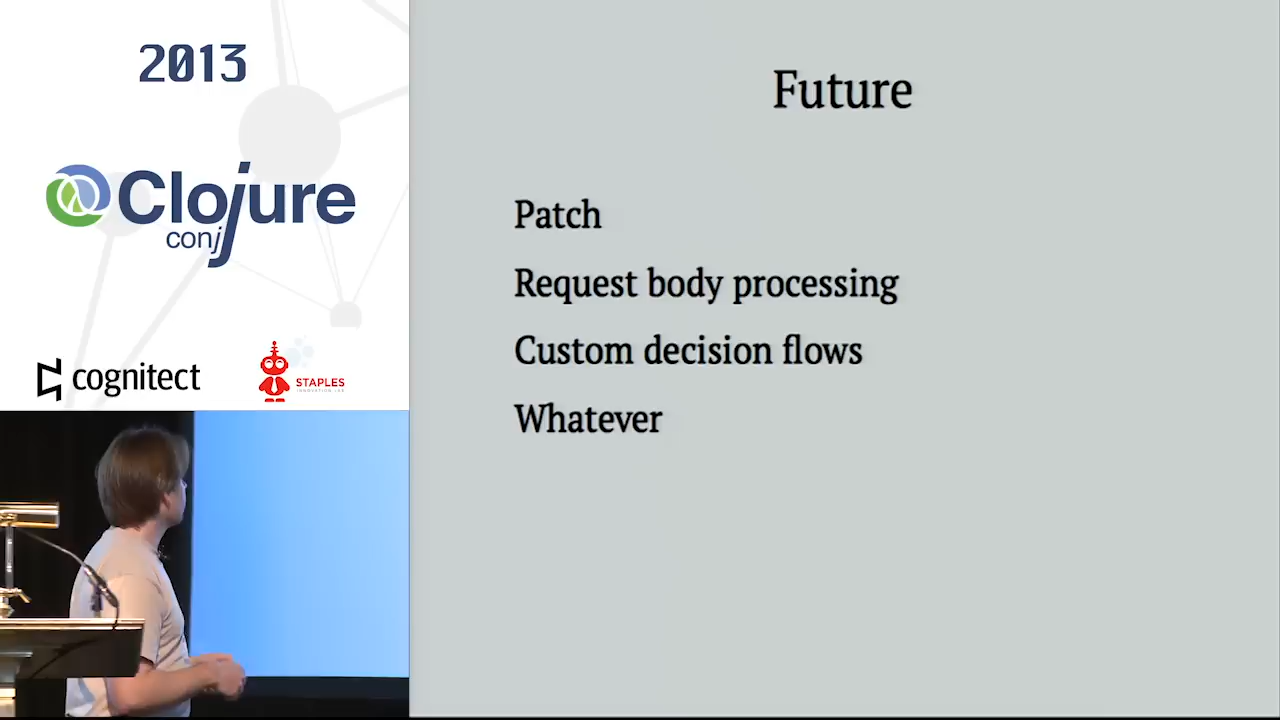 2013
Clojure
conj
cognitect
STAPLES
Future
Patch
Request body processing
Custom decision flows
Whatever